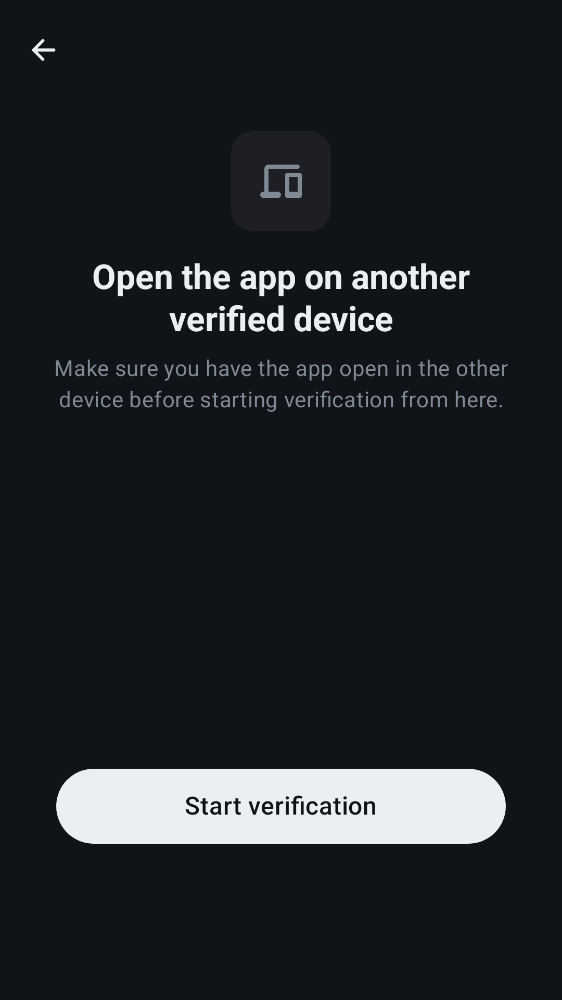 Open the app on another
verified device
Make sure you have the app open in the other
device before starting verification from here.
Start verification